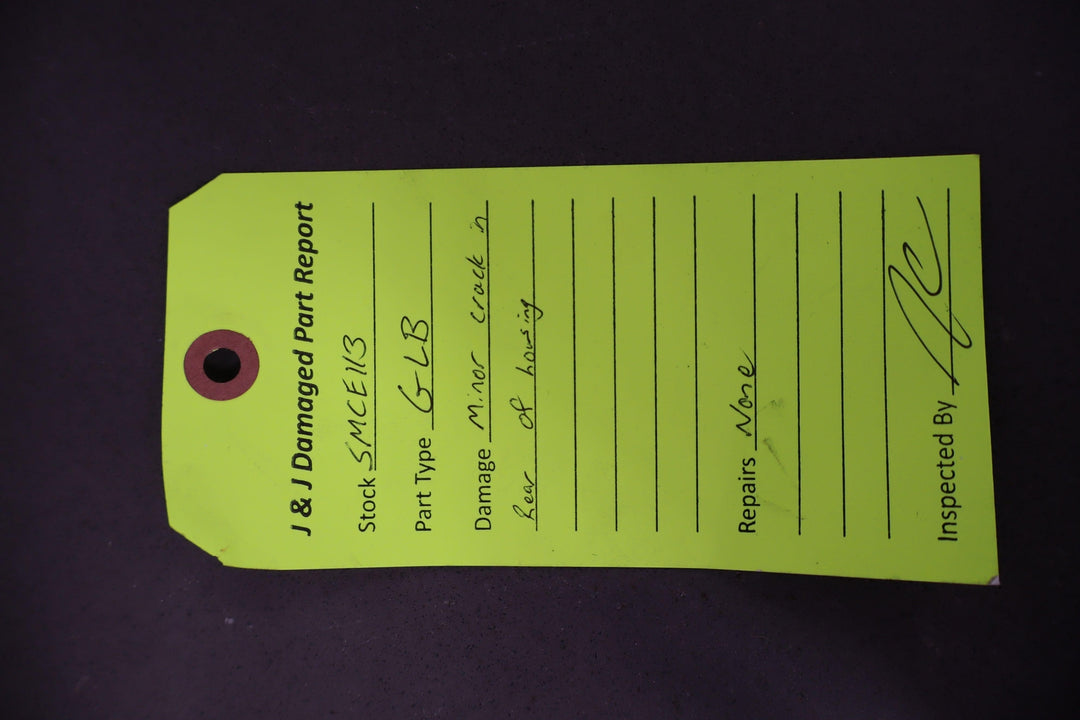 J & J Damaged Part Report
Stock SMCE113
Part Type GLB
Damage Minor crack in
Rear of housing
Repairs None
Inspected By JC